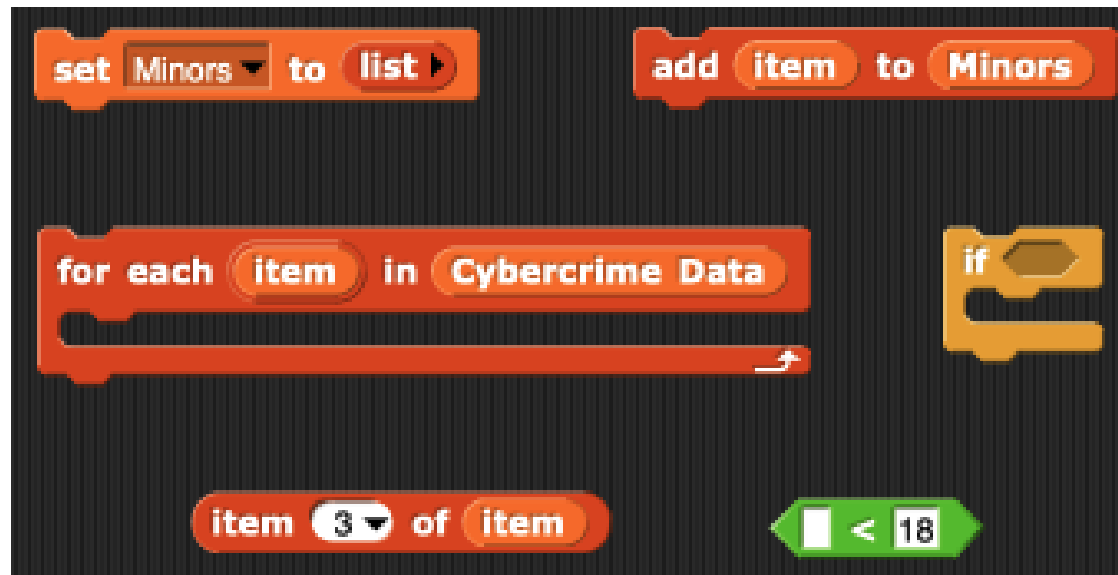 set Minors to list
add item to Minors
for each item in Cybercrime Data
if
item 3 of item
< 18